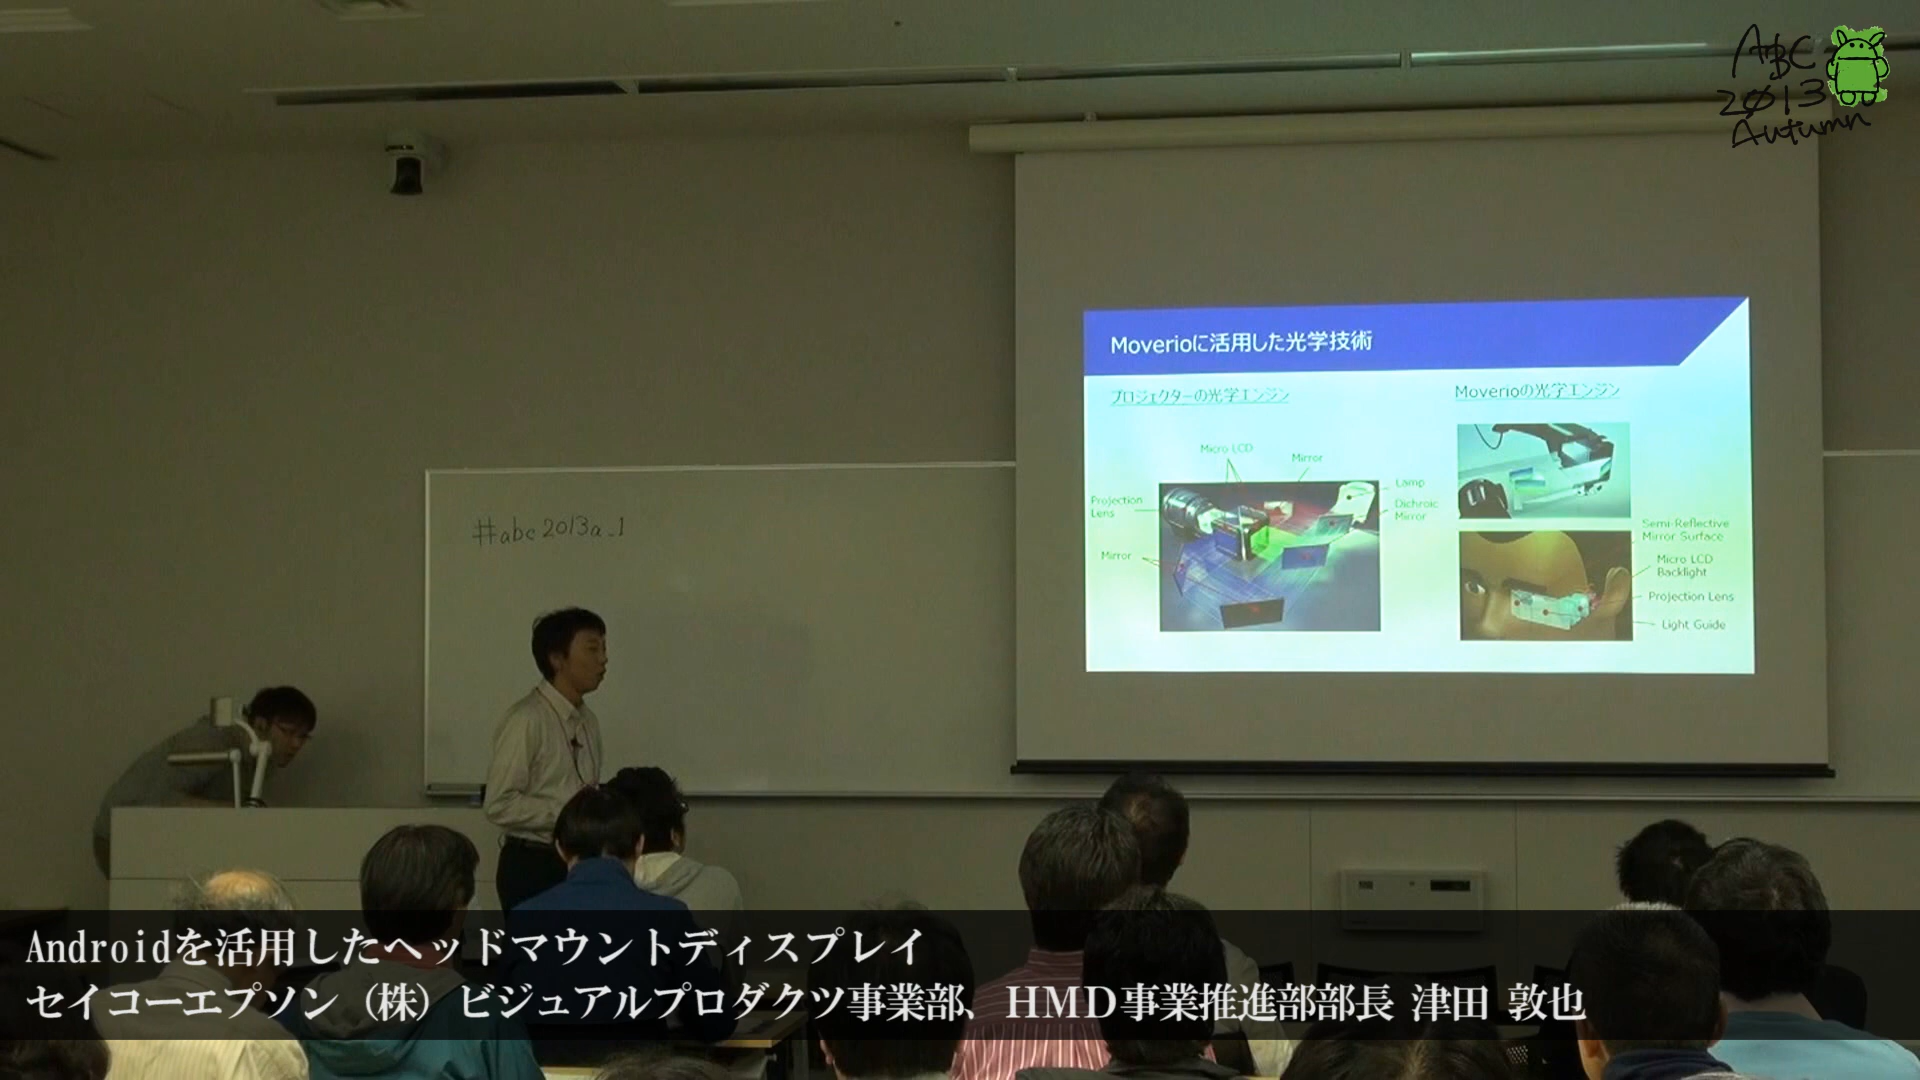 ABC
2013
Autumn
Moverioに活用した光学技術
プロジェクターの光学エンジン
Moverioの光学エンジン
Micro LCD
Mirror
Lamp
Projection
Lens
Dichroic
Mirror
Mirror
Semi-Reflective
Mirror Surface
Micro LCD
Backlight
Projection Lens
Light Guide
#abc2013a_1
Androidを活用したヘッドマウントディスプレイ
セイコーエプソン（株）ビジュアルプロダクツ事業部、HMD事業推進部部長 津田 敦也